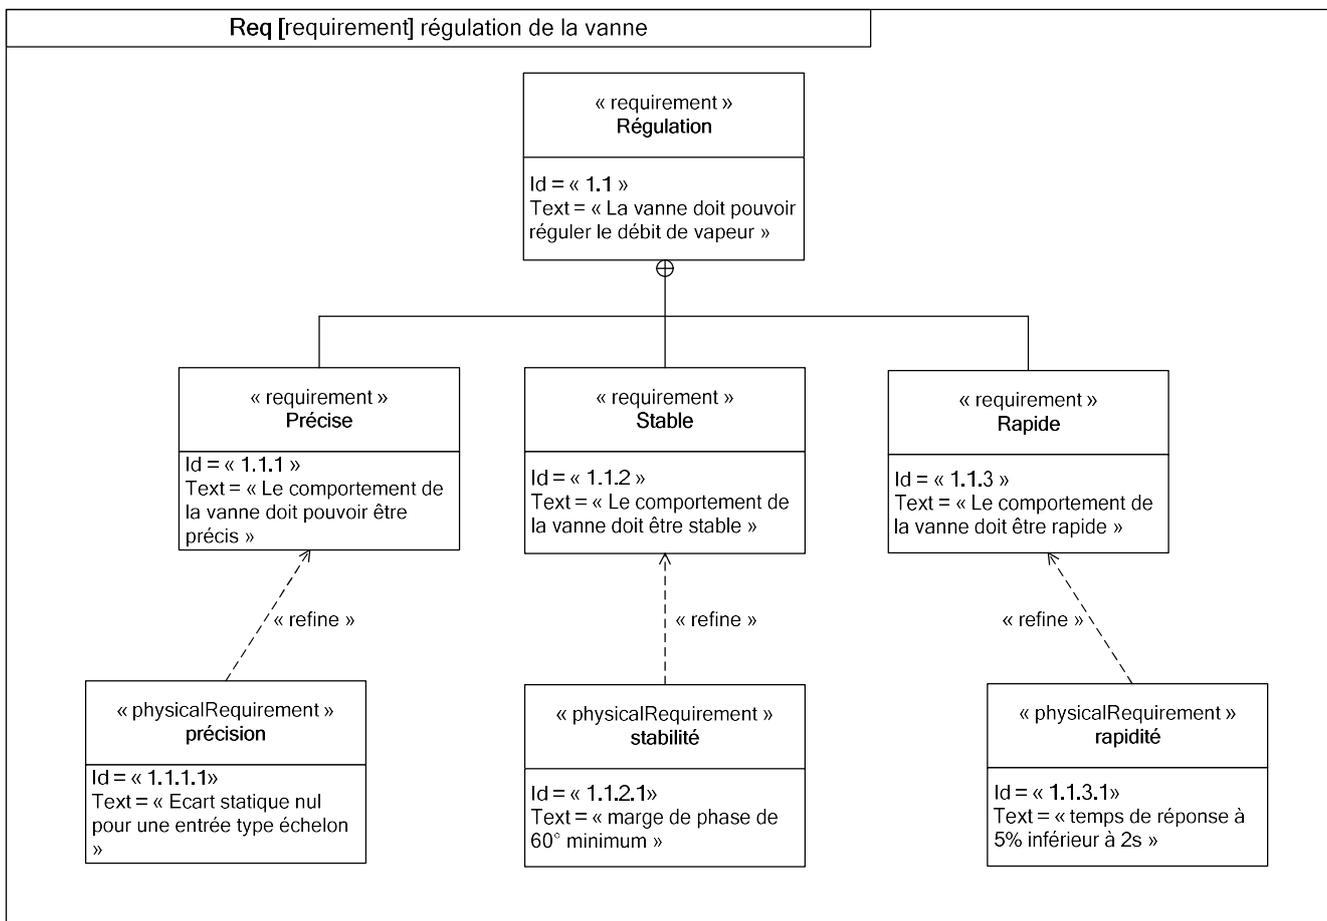 Req [requirement] régulation de la vanne
« requirement »
Régulation
Id = « 1.1 »
Text = « La vanne doit pouvoir
réguler le débit de vapeur »
« requirement »
Précise
Id = « 1.1.1 »
Text = « Le comportement de
la vanne doit pouvoir être
précis »
« requirement »
Stable
Id = « 1.1.2 »
Text = « Le comportement de
la vanne doit être stable »
« requirement »
Rapide
Id = « 1.1.3 »
Text = « Le comportement de
la vanne doit être rapide »
« refine »
« refine »
« refine »
« physicalRequirement »
précision
Id = « 1.1.1.1»
Text = « Ecart statique nul
pour une entrée type échelon
»
« physicalRequirement »
stabilité
Id = « 1.1.2.1»
Text = « marge de phase de
60° minimum »
« physicalRequirement »
rapidité
Id = « 1.1.3.1»
Text = « temps de réponse à
5% inférieur à 2s »